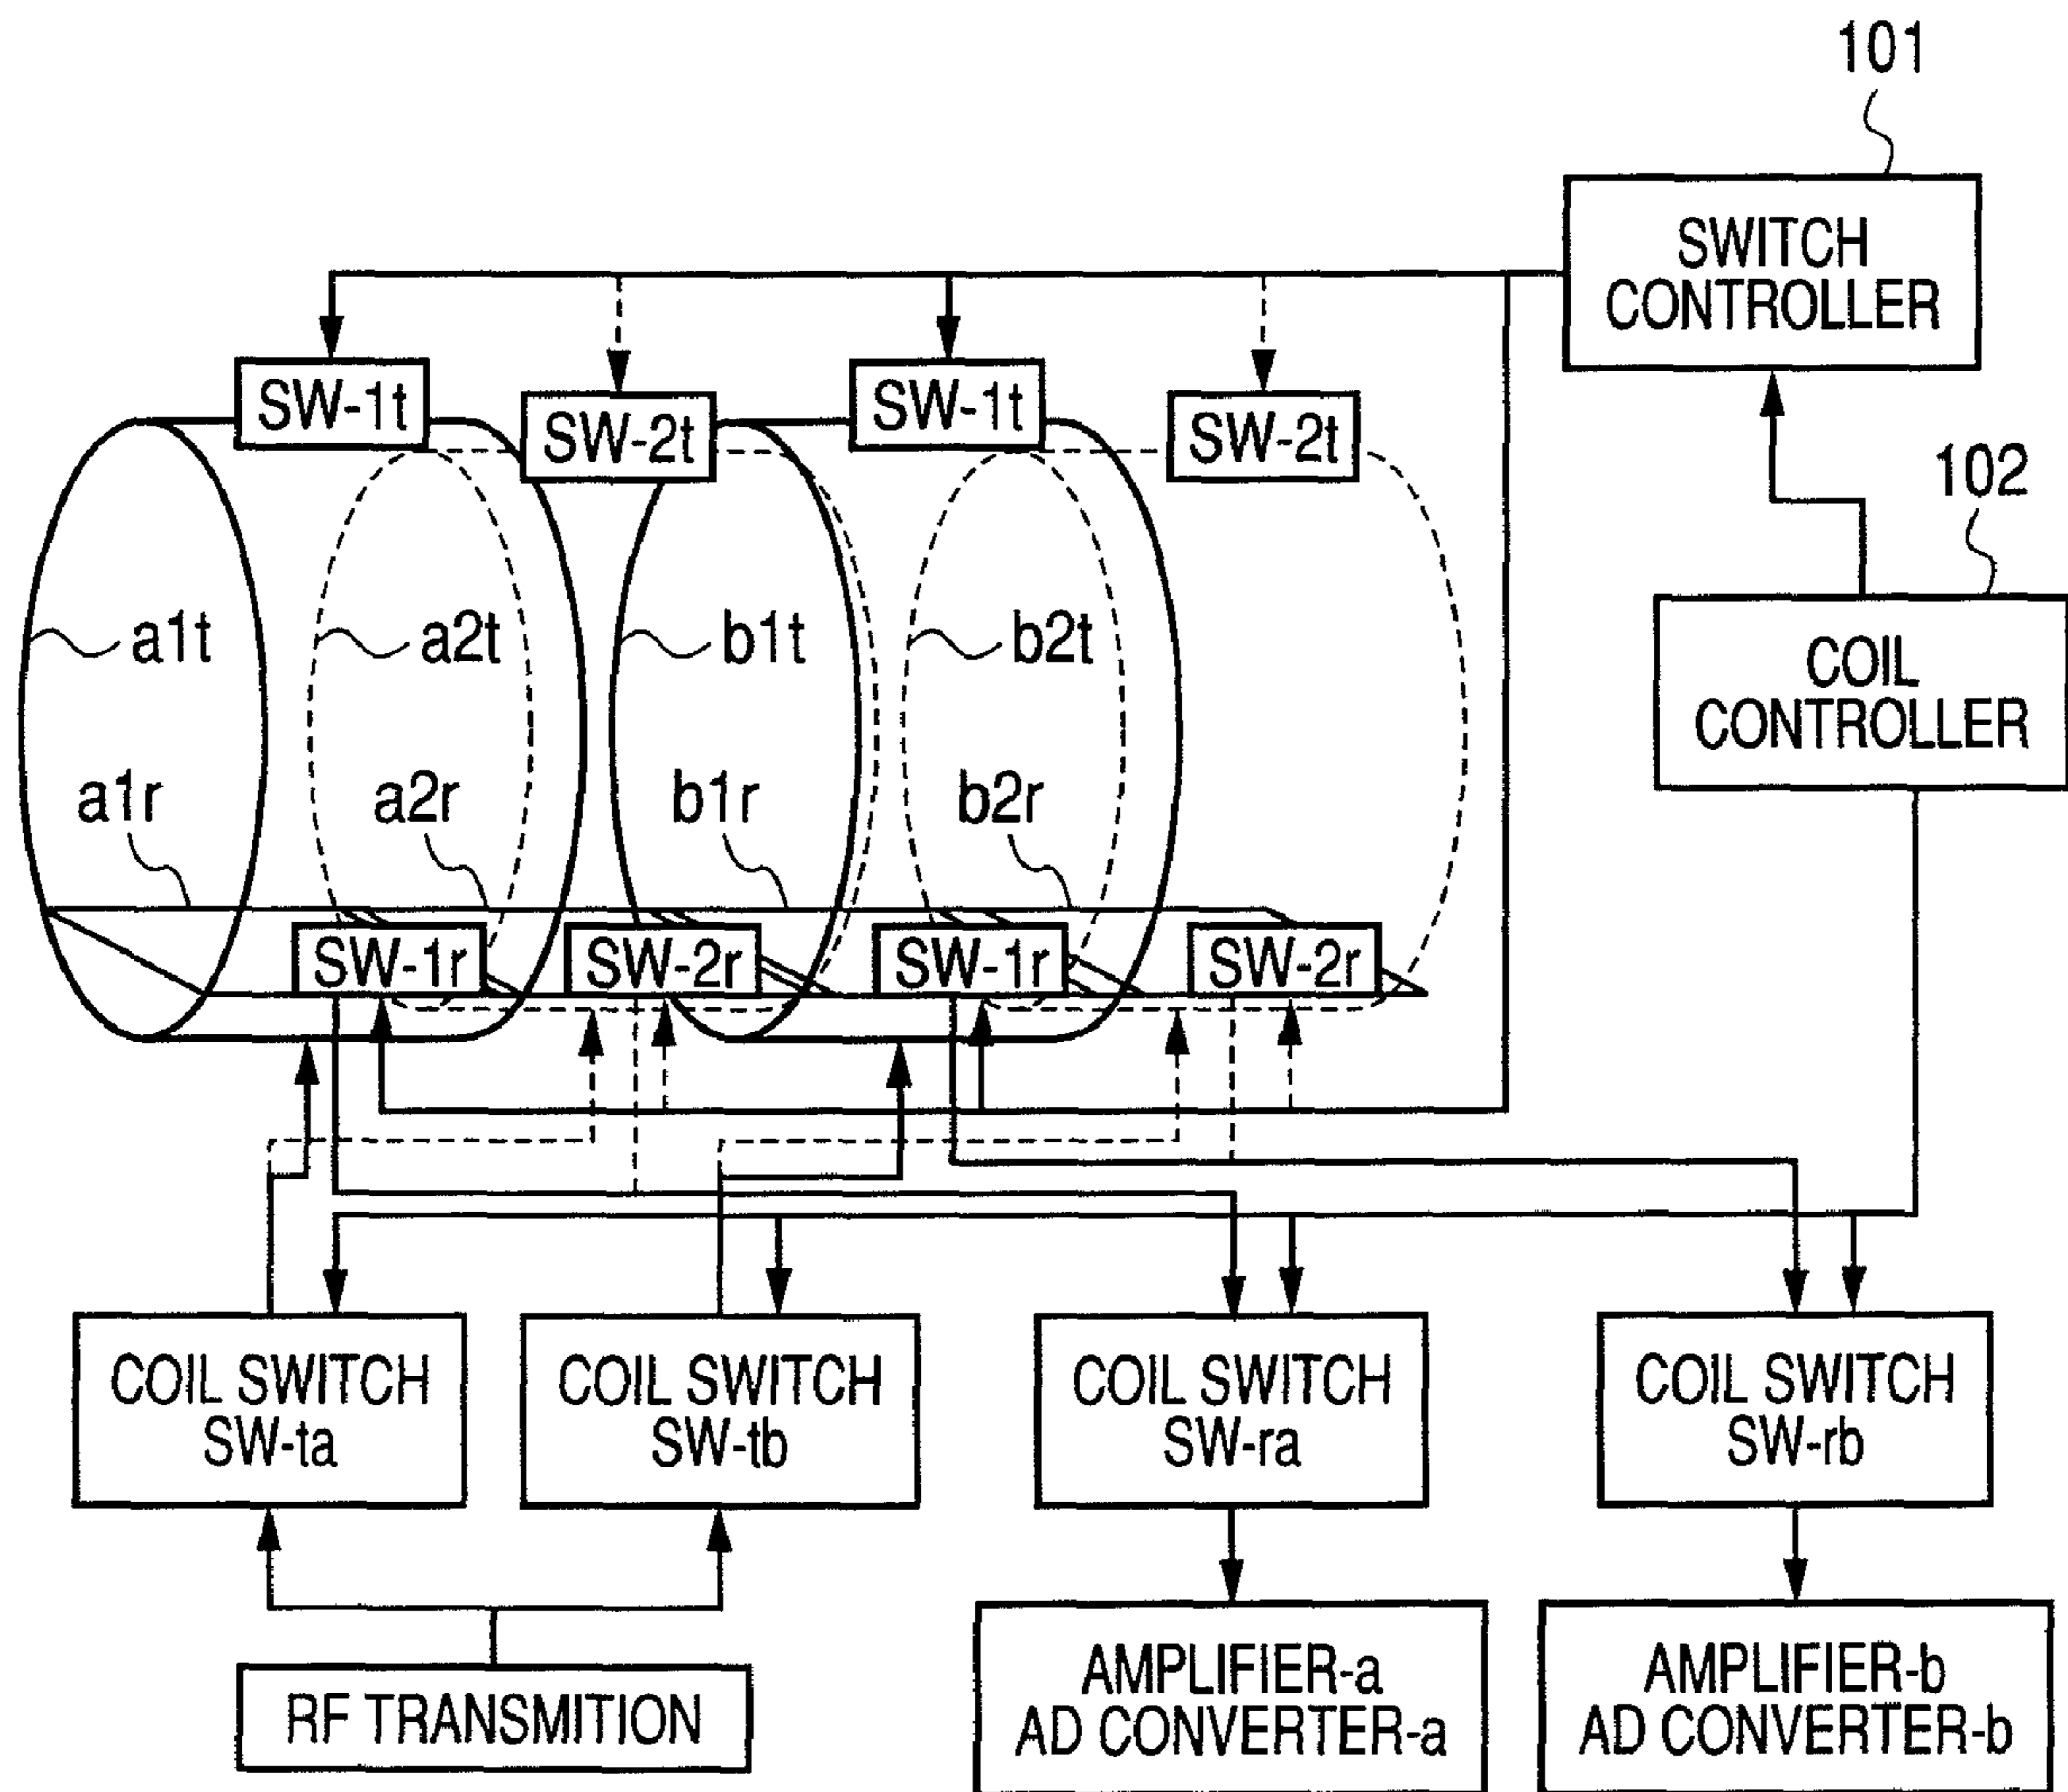 101
SWITCH
CONTROLLER
SW-1t
SW-2t
SW-1t
SW-2t
102
COIL
CONTROLLER
a1t
a2t
b1t
b2t
a1r
a2r
b1r
b2r
SW-1r
SW-2r
SW-1r
SW-2r
COIL SWITCH
SW-ta
COIL SWITCH
SW-tb
COIL SWITCH
SW-ra
COIL SWITCH
SW-rb
RF TRANSMITION
AMPLIFIER-a
AD CONVERTER-a
AMPLIFIER-b
AD CONVERTER-b